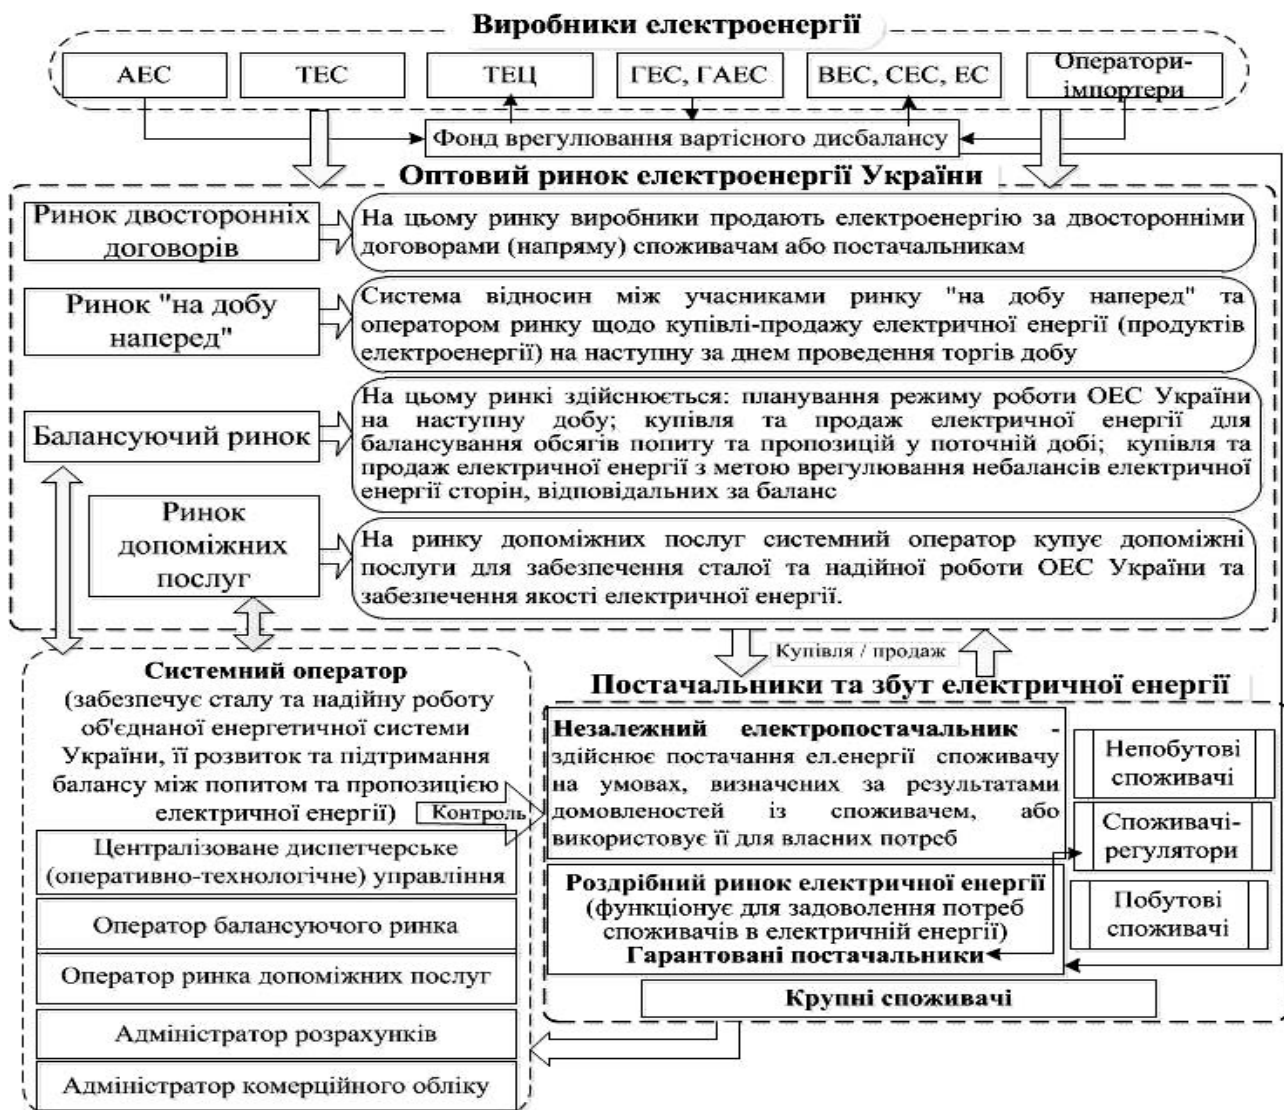 Виробники електроенергії
АЕС
ТЕС
ТЕЦ
ГЕС, ГАЕС
ВЕС, СЕС, ЕС
Оператори-
імпортери
Фонд врегулювання вартісного дисбалансу
Оптовий ринок електроенергії України
Ринок двосторонніх
договорів
На цьому ринку виробники продають електроенергію за двосторонніми
договорами (напряму) споживачам або постачальникам
Ринок "на добу
наперед"
Система відносин між учасниками ринку "на добу наперед" та
оператором ринку щодо купівлі-продажу електричної енергії (продуктів
електроенергії) на наступну за днем проведення торгів добу
Балансуючий ринок
На цьому ринкі здійснюється: планування режиму роботи ОЕС України
на наступну добу; купівля та продаж електричної енергії для
балансування обсягів попиту та пропозицій у поточній добі; купівля та
продаж електричної енергії з метою врегулювання небалансів електричної
енергії сторін, відповідальних за баланс
Ринок
допоміжних
послуг
На ринку допоміжних послуг системний оператор купує допоміжні
послуги для забезпечення сталої та надійної роботи ОЕС України та
забезпечення якості електричної енергії.
Купівля / продаж
Системний оператор
(забезпечує сталу та надійну роботу
об'єднаної енергетичної системи
України, її розвиток та підтримання
балансу між попитом та пропозицією
електричної енергії)
Контроль
Централізоване диспетчерське
(оперативно-технологічне) управління
Оператор балансуючого ринка
Оператор ринка допоміжних послуг
Адміністратор розрахунків
Адміністратор комерційного обліку
Постачальники та збут електричної енергії
Незалежний електропостачальник -
здійснює постачання ел.енергії споживачу
на умовах, визначених за результатами
домовленостей із споживачем, або
використовує її для власних потреб
Роздрібний ринок електричної енергії
(функціонує для задоволення потреб
споживачів в електричній енергії)
Гарантовані постачальники
Непобутові
споживачі
Споживачі-
регулятори
Побутові
споживачі
Крупні споживачі